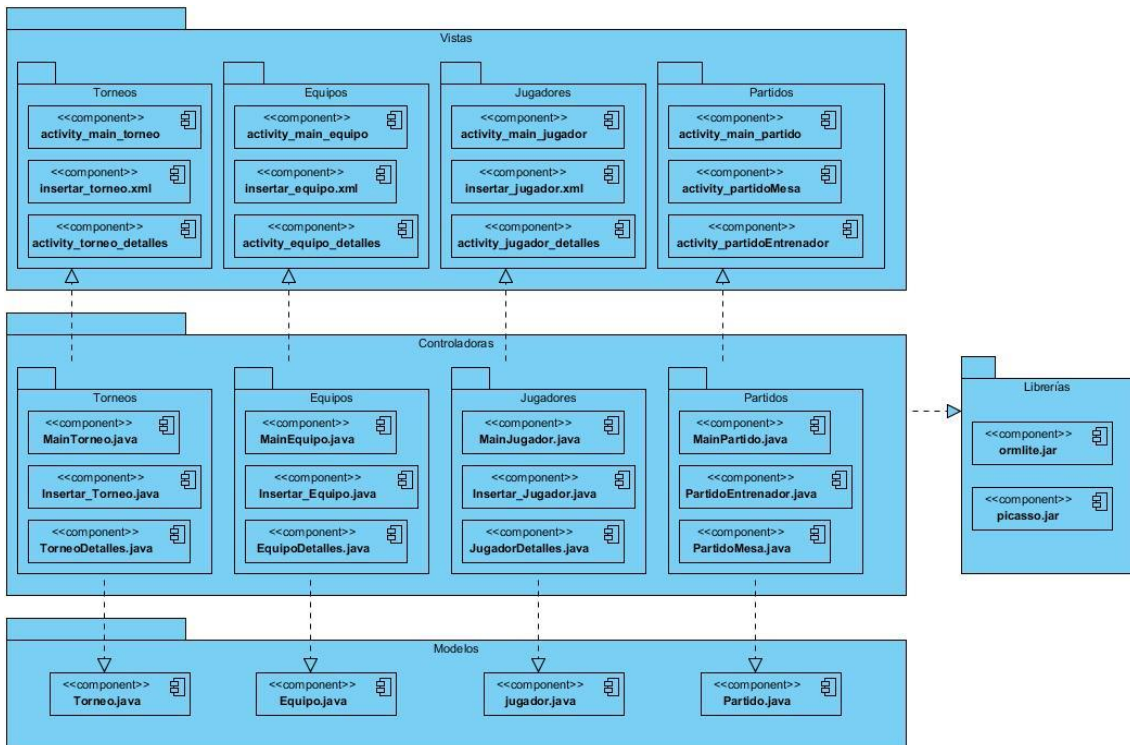 Vistas
Torneos
<<component>>
activity_main_torneo
<<component>>
insertar_torneo.xml
<<component>>
activity_torneo_detalles
Equipos
<<component>>
activity_main_equipo
<<component>>
insertar_equipo.xml
<<component>>
activity_equipo_detalles
Jugadores
<<component>>
activity_main_jugador
<<component>>
insertar_jugador.xml
<<component>>
activity_jugador_detalles
Partidos
<<component>>
activity_main_partido
<<component>>
activity_partidoMesa
<<component>>
activity_partidoEntrenador
Controladoras
Torneos
<<component>>
MainTorneo.java
<<component>>
Insertar_Torneo.java
<<component>>
TorneoDetalles.java
Equipos
<<component>>
MainEquipo.java
<<component>>
Insertar_Equipo.java
<<component>>
EquipoDetalles.java
Jugadores
<<component>>
MainJugador.java
<<component>>
Insertar_Jugador.java
<<component>>
JugadorDetalles.java
Partidos
<<component>>
MainPartido.java
<<component>>
PartidoEntrenador.java
<<component>>
PartidoMesa.java
Librerías
<<component>>
ormlite.jar
<<component>>
picasso.jar
Modelos
<<component>>
Torneo.java
<<component>>
Equipo.java
<<component>>
jugador.java
<<component>>
Partido.java